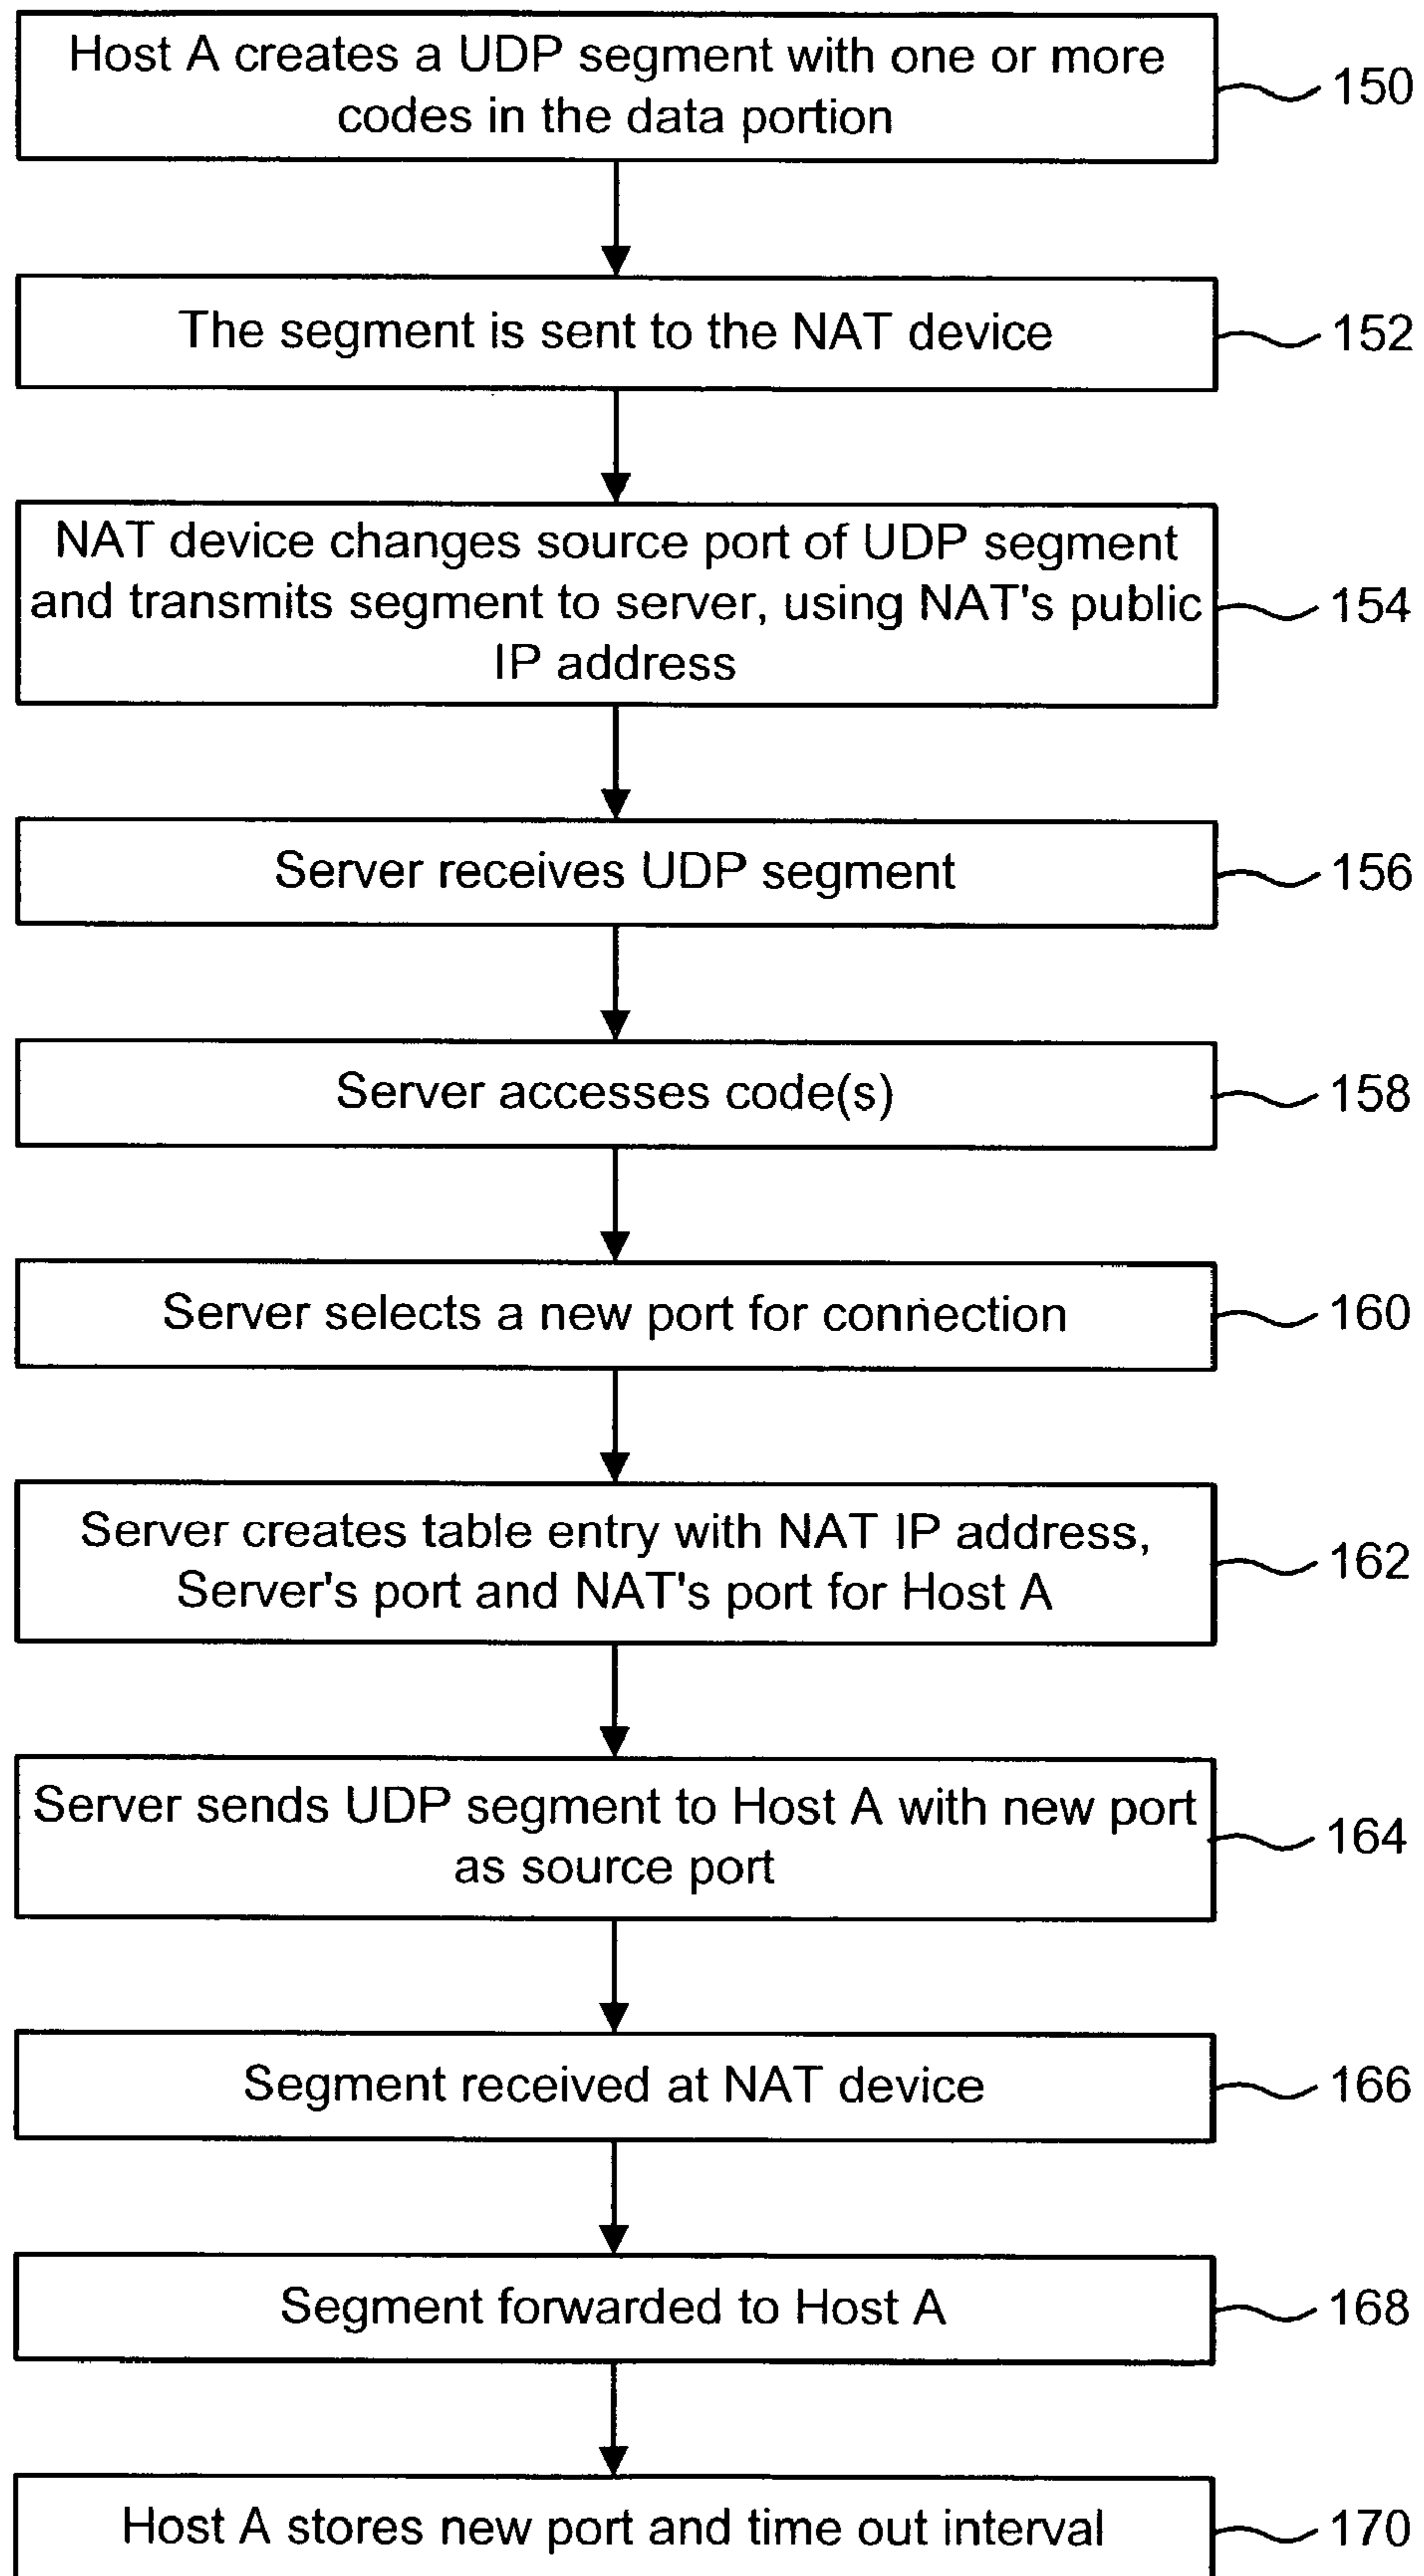 Host A creates a UDP segment with one or more
codes in the data portion
150
The segment is sent to the NAT device
152
NAT device changes source port of UDP segment
and transmits segment to server, using NAT's public
IP address
154
Server receives UDP segment
156
Server accesses code(s)
158
Server selects a new port for connection
160
Server creates table entry with NAT IP address,
Server's port and NAT's port for Host A
162
Server sends UDP segment to Host A with new port
as source port
164
Segment received at NAT device
166
Segment forwarded to Host A
168
Host A stores new port and time out interval
170